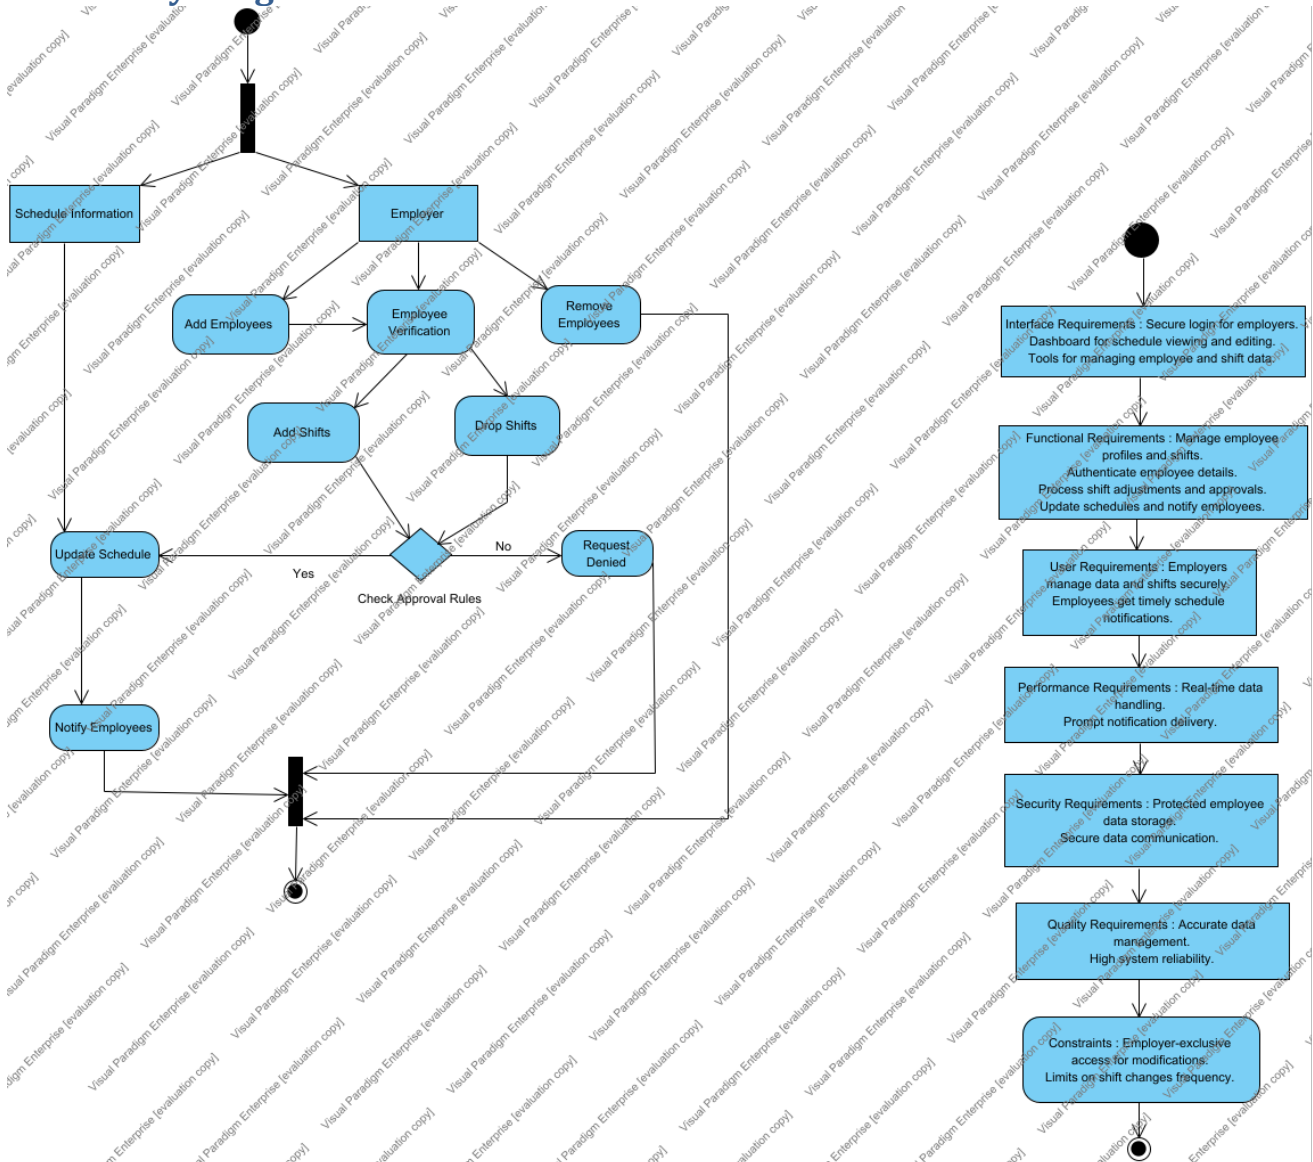 Schedule Information
Employer
Add Employees
Employee
Verification
Remove
Employees
Add Shifts
Drop Shifts
Update Schedule
Yes
No
Request
Denied
Check Approval Rules
Notify Employees
Interface Requirements : Secure login for employers.
Dashboard for schedule viewing and editing.
Tools for managing employee and shift data.
Functional Requirements : Manage employee
profiles and shifts.
Authenticate employee details.
Process shift adjustments and approvals.
Update schedules and notify employees.
User Requirements : Employers
manage data and shifts securely.
Employees get timely schedule
notifications.
Performance Requirements : Real-time data
handling.
Prompt notification delivery.
Security Requirements : Protected employee
data storage.
Secure data communication.
Quality Requirements : Accurate data
management.
High system reliability.
Constraints : Employer-exclusive
access for modifications.
Limits on shift changes frequency.
Visual Paradigm Enterprise [evaluation copy]